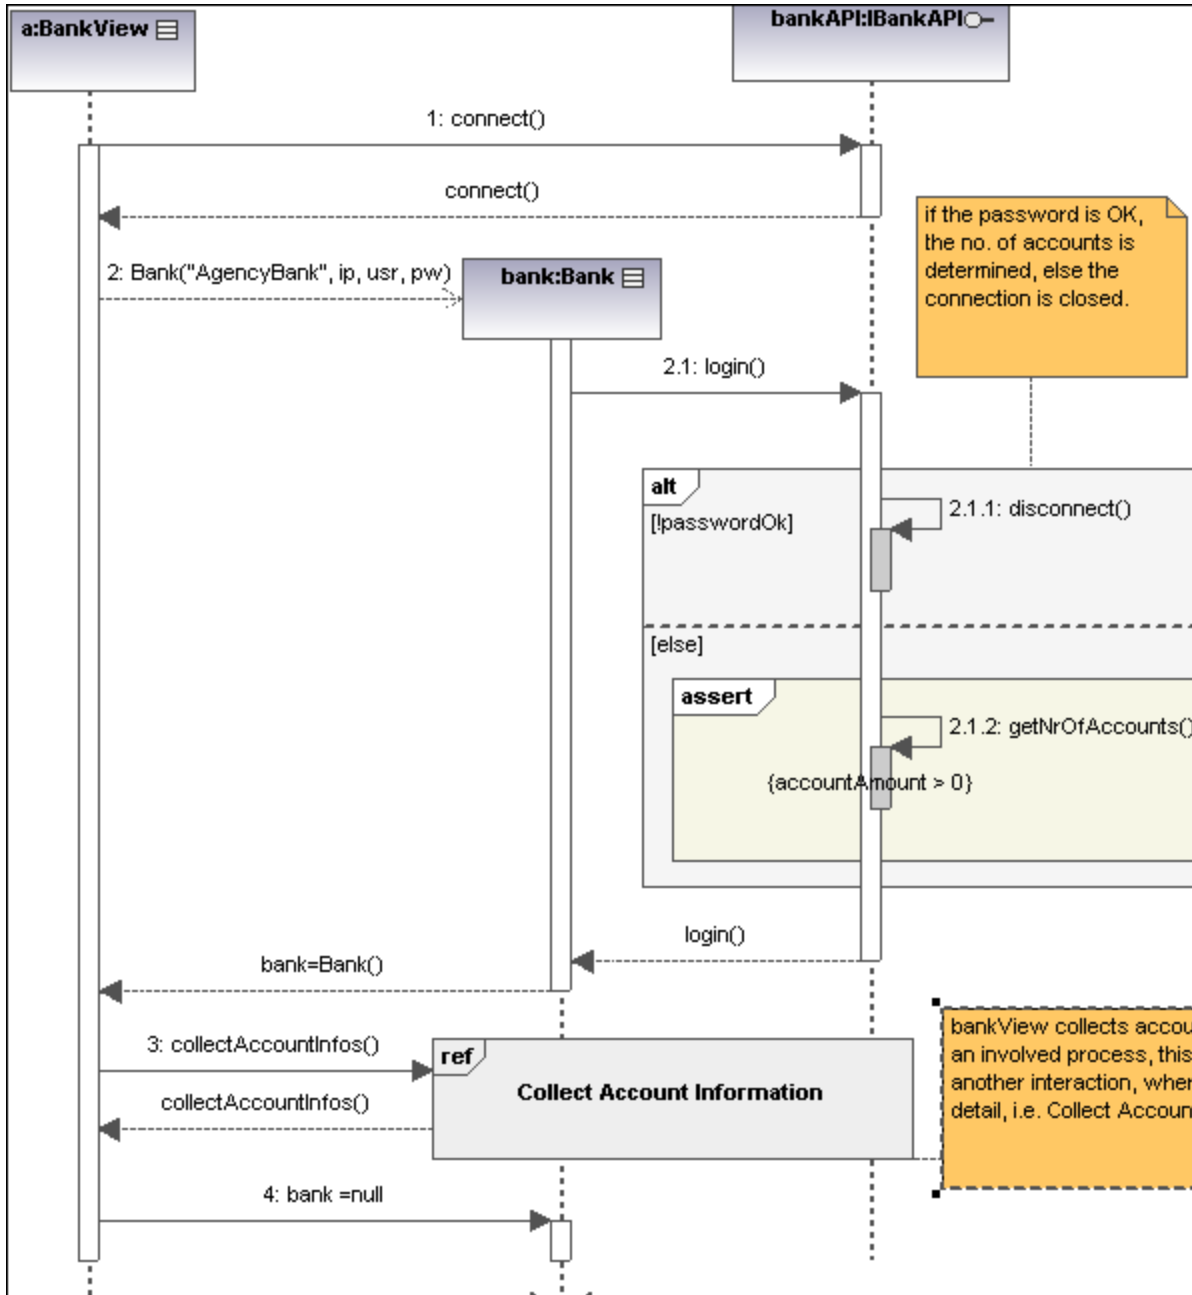 a:BankView
bankAPI:IBankAPI
1: connect()
connect()
if the password is OK,
the no. of accounts is
determined, else the
connection is closed.
2: Bank("AgencyBank", ip, usr, pw)
bank:Bank
2.1: login()
alt
[!passwordOk]
2.1.1: disconnect()
[else]
assert
2.1.2: getNrOfAccounts()
{accountAmount > 0}
login()
bank=Bank()
bankView collects accou
an involved process, this
another interaction, wher
detail, i.e. Collect Accoun
3: collectAccountInfos()
ref
Collect Account Information
collectAccountInfos()
4: bank =null